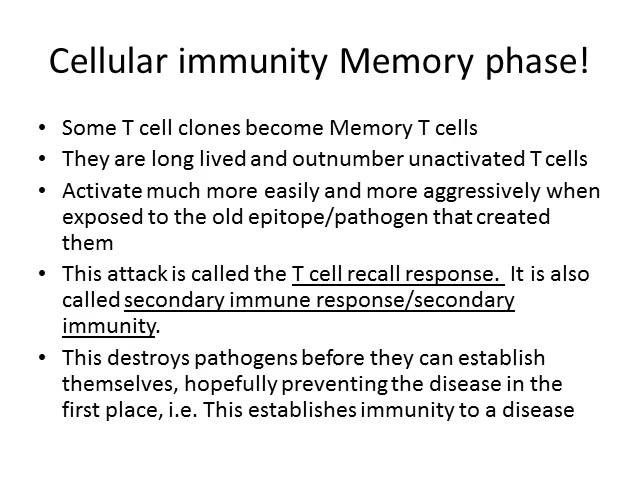 Cellular immunity Memory phase!
• Some T cell clones become Memory T cells
• They are long lived and outnumber unactivated T cells
• Activate much more easily and more aggressively when
exposed to the old epitope/pathogen that created
them
• This attack is called the T cell recall response. It is also
called secondary immune response/secondary
immunity.
• This destroys pathogens before they can establish
themselves, hopefully preventing the disease in the
first place, i.e. This establishes immunity to a disease